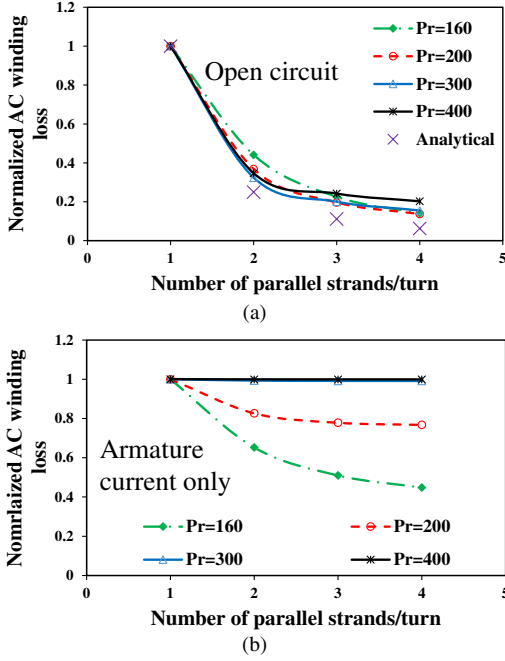 (a)
1.2
1
0.8
0.6
0.4
0.2
0
0 1 2 3 4 5
Normalized AC winding
loss
Number of parallel strands/turn
Open circuit
Pr=160
Pr=200
Pr=300
Pr=400
Analytical
(b)
1.2
1
0.8
0.6
0.4
0.2
0
0 1 2 3 4 5
Nomrlaized AC winding
loss
Number of parallel strands/turn
Armature
current only
Pr=160 Pr=200
Pr=300 Pr=400